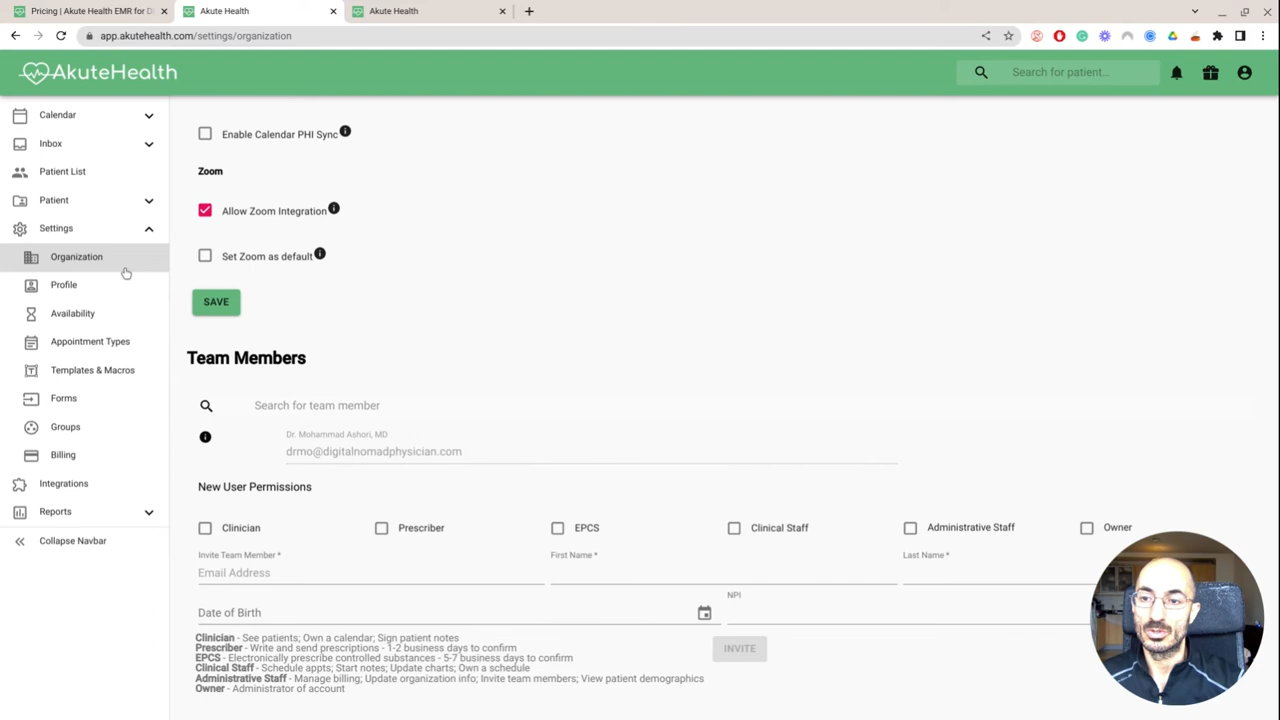 Pricing | Akute Health EMR for Di
Akute Health
Akute Health
app.akutehealth.com/settings/organization
AkuteHealth
Search for patient...
Calendar
Inbox
Patient List
Patient
Settings
Organization
Profile
Availability
Appointment Types
Templates & Macros
Forms
Groups
Billing
Integrations
Reports
Collapse Navbar
Enable Calendar PHI Sync
Zoom
Allow Zoom Integration
Set Zoom as default
SAVE
Team Members
Search for team member
Dr. Mohammad Ashori, MD
drmo@digitalnomadphysician.com
New User Permissions
Clinician Prescriber EPCS Clinical Staff Administrative Staff Owner
Invite Team Member * First Name * Last Name *
Email Address
NPI
Date of Birth
Clinician - See patients; Own a calendar; Sign patient notes
Prescriber - Write and send prescriptions - 1-2 business days to confirm
EPCS - Electronically prescribe controlled substances - 5-7 business days to confirm
Clinical Staff - Schedule appts; Start notes; Update charts; Own a schedule
Administrative Staff - Manage billing; Update organization info; Invite team members; View patient demographics
Owner - Administrator of account
INVITE